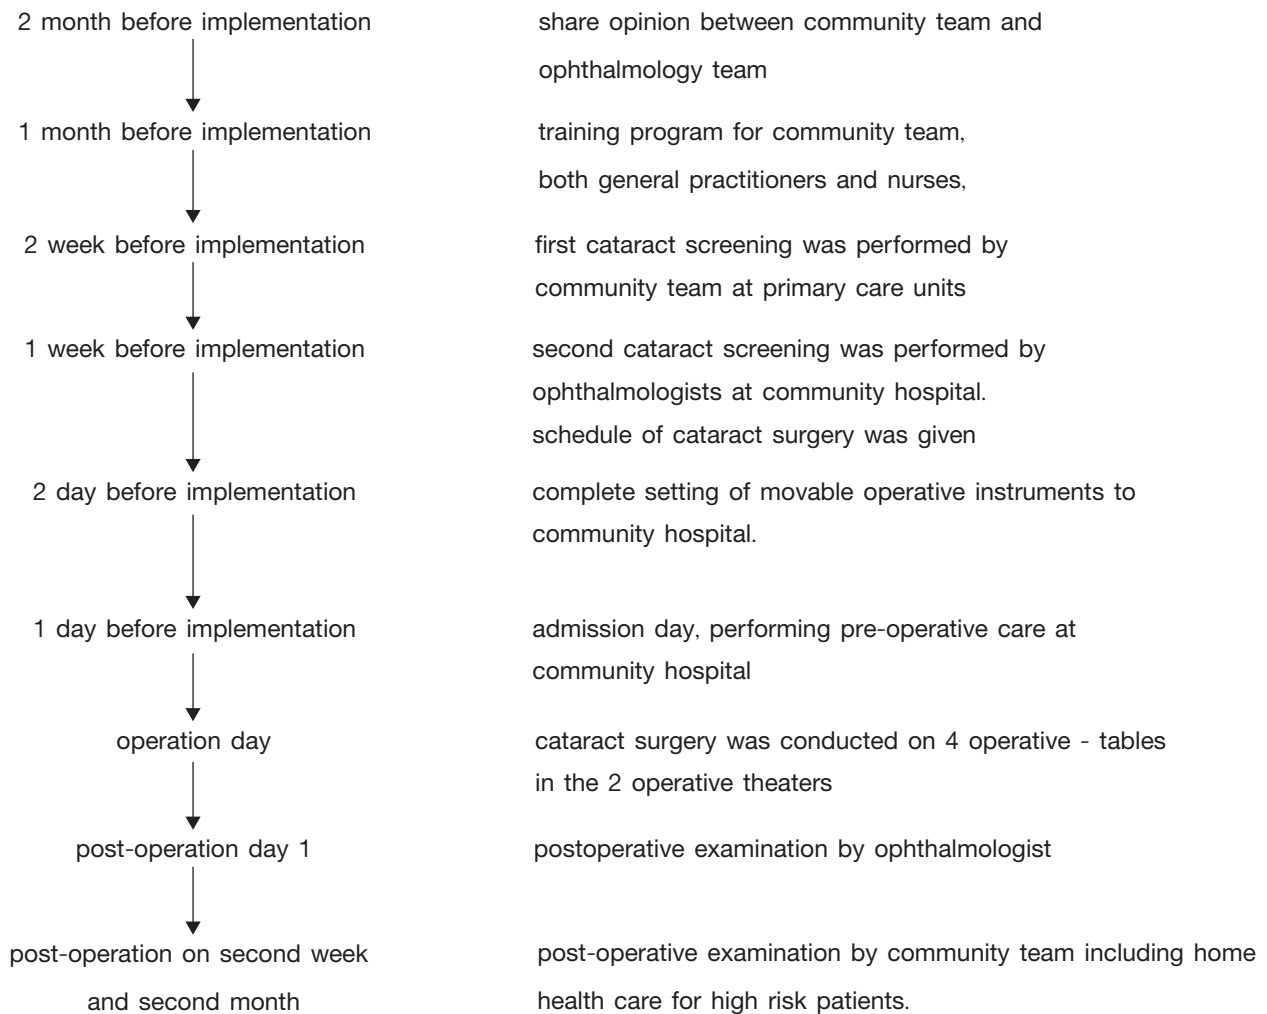 2 month before implementation
share opinion between community team and
ophthalmology team
1 month before implementation
training program for community team,
both general practitioners and nurses,
2 week before implementation
first cataract screening was performed by
community team at primary care units
1 week before implementation
second cataract screening was performed by
ophthalmologists at community hospital.
schedule of cataract surgery was given
2 day before implementation
complete setting of movable operative instruments to
community hospital.
1 day before implementation
admission day, performing pre-operative care at
community hospital
operation day
cataract surgery was conducted on 4 operative - tables
in the 2 operative theaters
post-operation day 1
postoperative examination by ophthalmologist
post-operation on second week
and second month
post-operative examination by community team including home
health care for high risk patients.